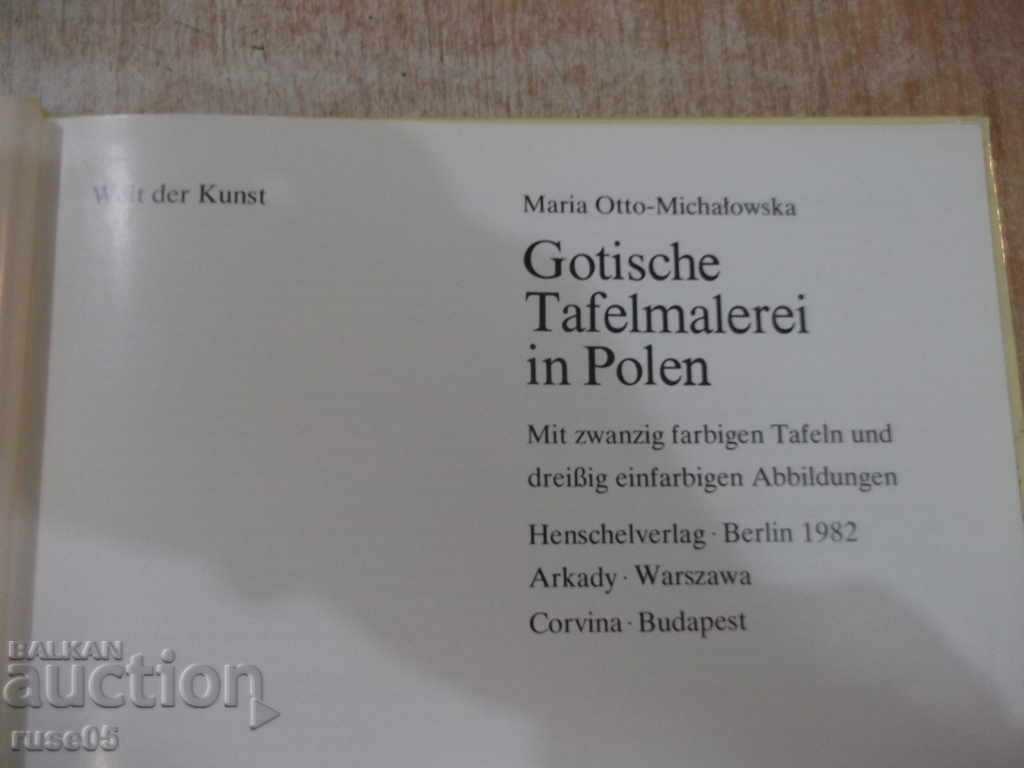 Welt der Kunst
Maria Otto-Michałowska
Gotische
Tafelmalerei
in Polen
Mit zwanzig farbigen Tafeln und
dreißig einfarbigen Abbildungen
Henschelverlag · Berlin 1982
Arkady · Warszawa
Corvina · Budapest
BALKAN
auction
ruse05